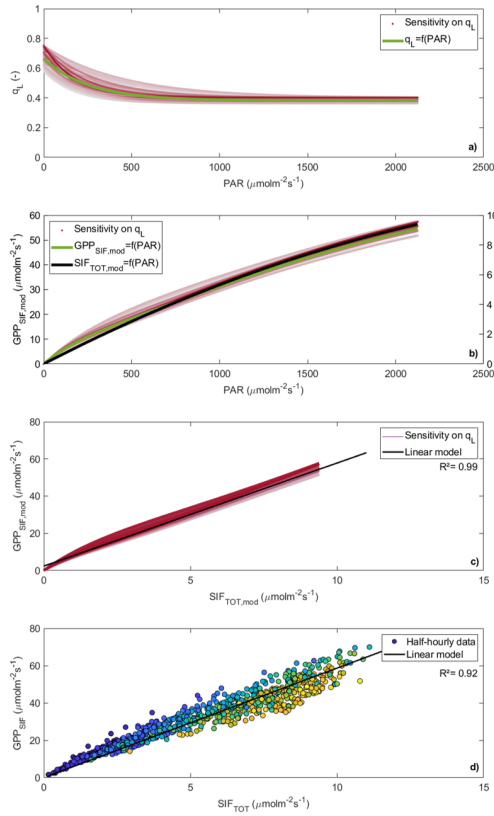 1
0.8
0.6
0.4
0.2
0
q_L (-)
Sensitivity on q_L
q_L=f(PAR)
a)
0 500 1000 1500 2000 2500
PAR (μmolm⁻²s⁻¹)
60
50
40
30
20
10
0
GPP_SIF,mod (μmolm⁻²s⁻¹)
Sensitivity on q_L
GPP_SIF,mod=f(PAR)
SIF_TOT,mod=f(PAR)
10
8
6
4
2
0
b)
0 500 1000 1500 2000
PAR (μmolm⁻²s⁻¹)
80
60
40
20
0
GPP_SIF,mod (μmolm⁻²s⁻¹)
Sensitivity on q_L
Linear model
R²= 0.99
c)
0 5 10 15
SIF_TOT,mod (μmolm⁻²s⁻¹)
80
60
40
20
0
GPP_SIF (μmolm⁻²s⁻¹)
Half-hourly data
Linear model
R²= 0.92
d)
0 5 10 15
SIF_TOT (μmolm⁻²s⁻¹)